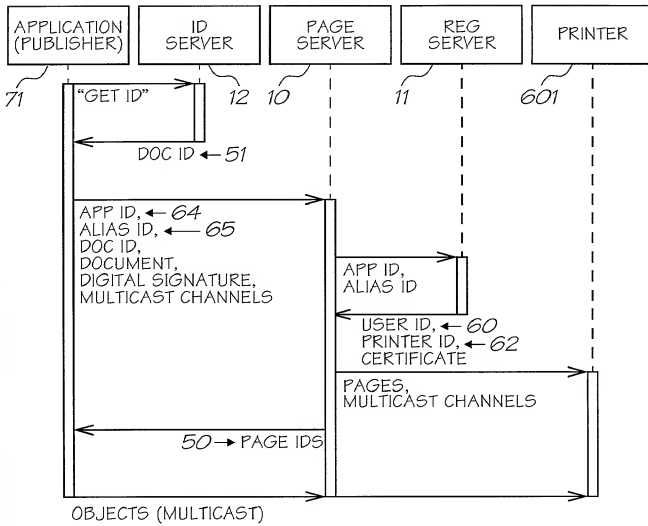 APPLICATION
(PUBLISHER)
ID
SERVER
PAGE
SERVER
REG
SERVER
PRINTER
71
12
10
11
601
"GET ID"
DOC ID 51
APP ID, 64
ALIAS ID, 65
DOC ID,
DOCUMENT,
DIGITAL SIGNATURE,
MULTICAST CHANNELS
APP ID,
ALIAS ID
USER ID, 60
PRINTER ID, 62
CERTIFICATE
PAGES,
MULTICAST CHANNELS
50 PAGE IDS
OBJECTS (MULTICAST)